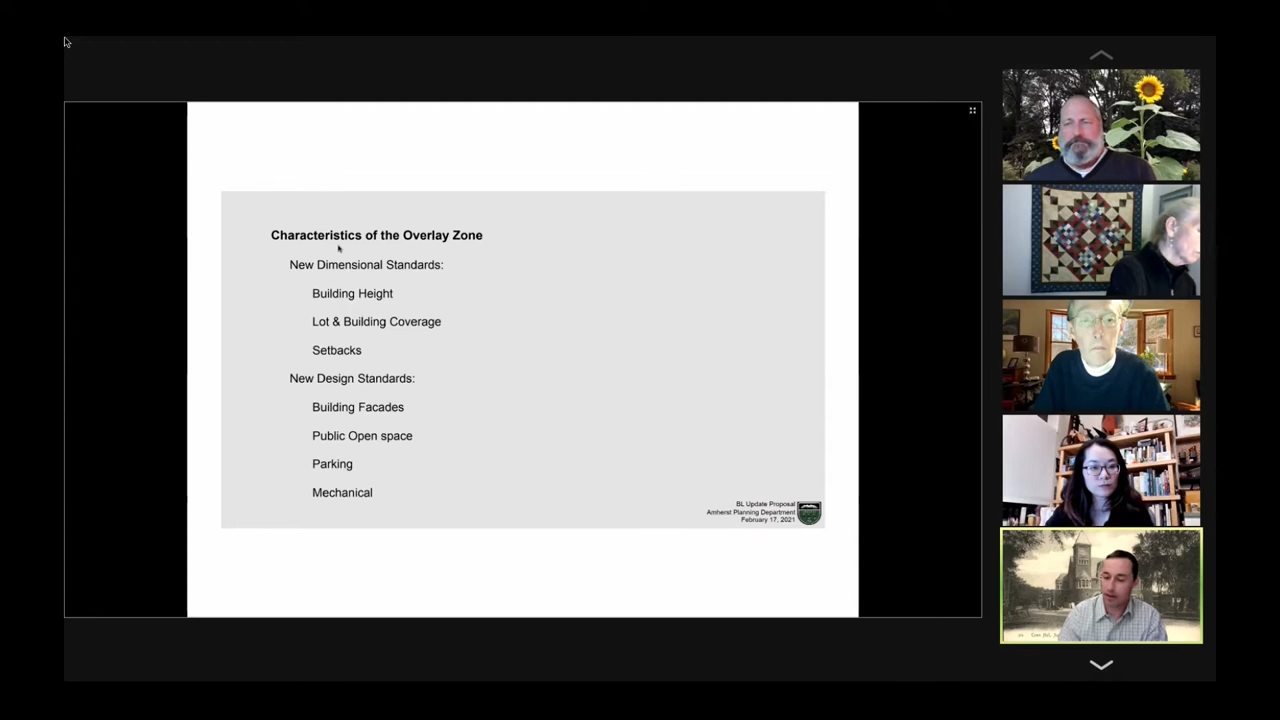 Characteristics of the Overlay Zone
New Dimensional Standards:
Building Height
Lot & Building Coverage
Setbacks
New Design Standards:
Building Facades
Public Open space
Parking
Mechanical
BL Update Proposal
Amherst Planning Department
February 17, 2021